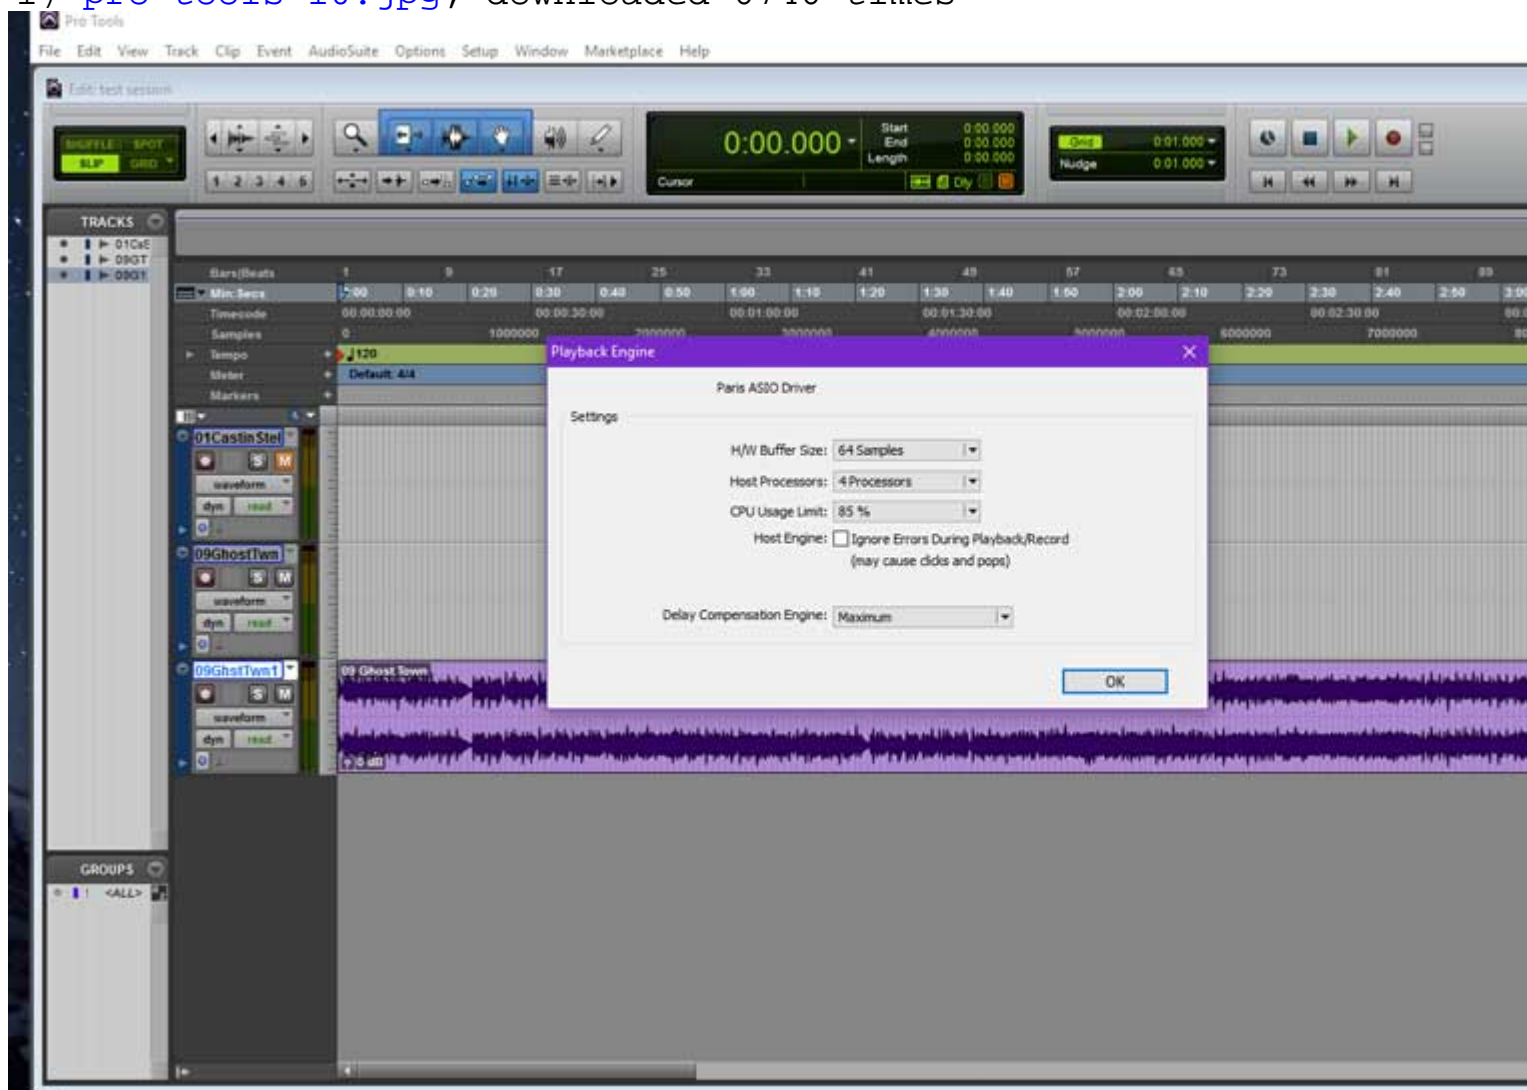 Pro Tools
File Edit View Track Clip Event AudioSuite Options Setup Window Marketplace Help
Edit: test session
SHUFFLE SPOT
SLIP GRID
1 2 3 4 5
0:00.000
Start 0:00.000
End 0:00.000
Length 0:00.000
Cursor
Dly
Grid 0:01.000
Nudge 0:01.000
TRACKS
01CsS
09GT
09G1
Bars|Beats 1 9 17 25 33 41 49 57 65 73 81 89
Min:Secs 0:00 0:10 0:20 0:30 0:40 0:50 1:00 1:10 1:20 1:30 1:40 1:50 2:00 2:10 2:20 2:30 2:40 2:50
Timecode 00:00:00:00 00:00:30:00 00:01:00:00 00:01:30:00 00:02:00:00 00:02:30:00
Samples 0 1000000 2000000 3000000 4000000 5000000 6000000 7000000
Tempo 120
Meter Default: 4/4
Markers
Playback Engine
Paris ASIO Driver
Settings
H/W Buffer Size: 64 Samples
Host Processors: 4 Processors
CPU Usage Limit: 85 %
Host Engine: Ignore Errors During Playback/Record
(may cause clicks and pops)
Delay Compensation Engine: Maximum
OK
01CastinStel
S M
waveform
dyn read
09GhostTwn
S M
waveform
dyn read
09GhstTwn1
S M
waveform
dyn read
09 Ghost Town
0 dB
GROUPS
! <ALL>